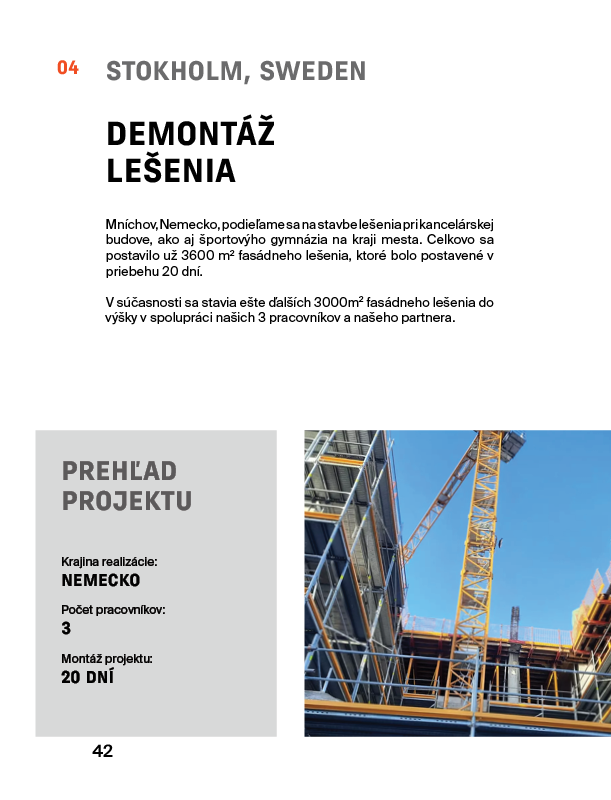 04
STOKHOLM, SWEDEN
DEMONTÁŽ
LEŠENIA
Mníchov, Nemecko, podieľame sa na stavbe lešenia pri kancelárskej
budove, ako aj športovýho gymnázia na kraji mesta. Celkovo sa
postavilo už 3600 m² fasádneho lešenia, ktoré bolo postavené v
priebehu 20 dní.
V súčasnosti sa stavia ešte ďalších 3000m² fasádneho lešenia do
výšky v spolupráci našich 3 pracovníkov a našeho partnera.
PREHĽAD
PROJEKTU
Krajina realizácie:
NEMECKO
Počet pracovníkov:
3
Montáž projektu:
20 DNÍ
42